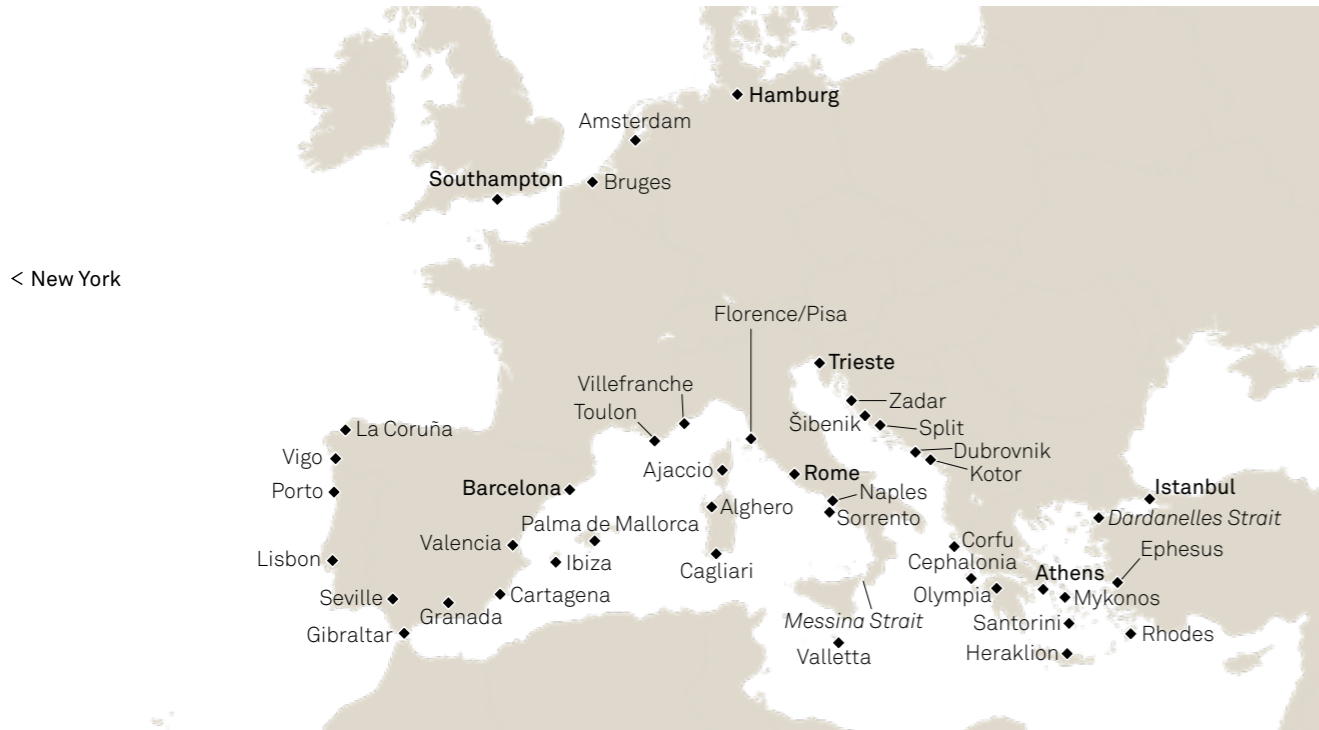 Hamburg
Amsterdam
Southampton
Bruges
< New York
Florence/Pisa
Trieste
Villefranche
Toulon
Zadar
Šibenik
Split
La Coruña
Dubrovnik
Vigo
Ajaccio
Rome
Kotor
Porto
Barcelona
Naples
Istanbul
Alghero
Sorrento
Dardanelles Strait
Palma de Mallorca
Valencia
Corfu
Ephesus
Lisbon
Ibiza
Cagliari
Cephalonia
Athens
Seville
Cartagena
Olympia
Mykonos
Granada
Messina Strait
Santorini
Gibraltar
Rhodes
Valletta
Heraklion